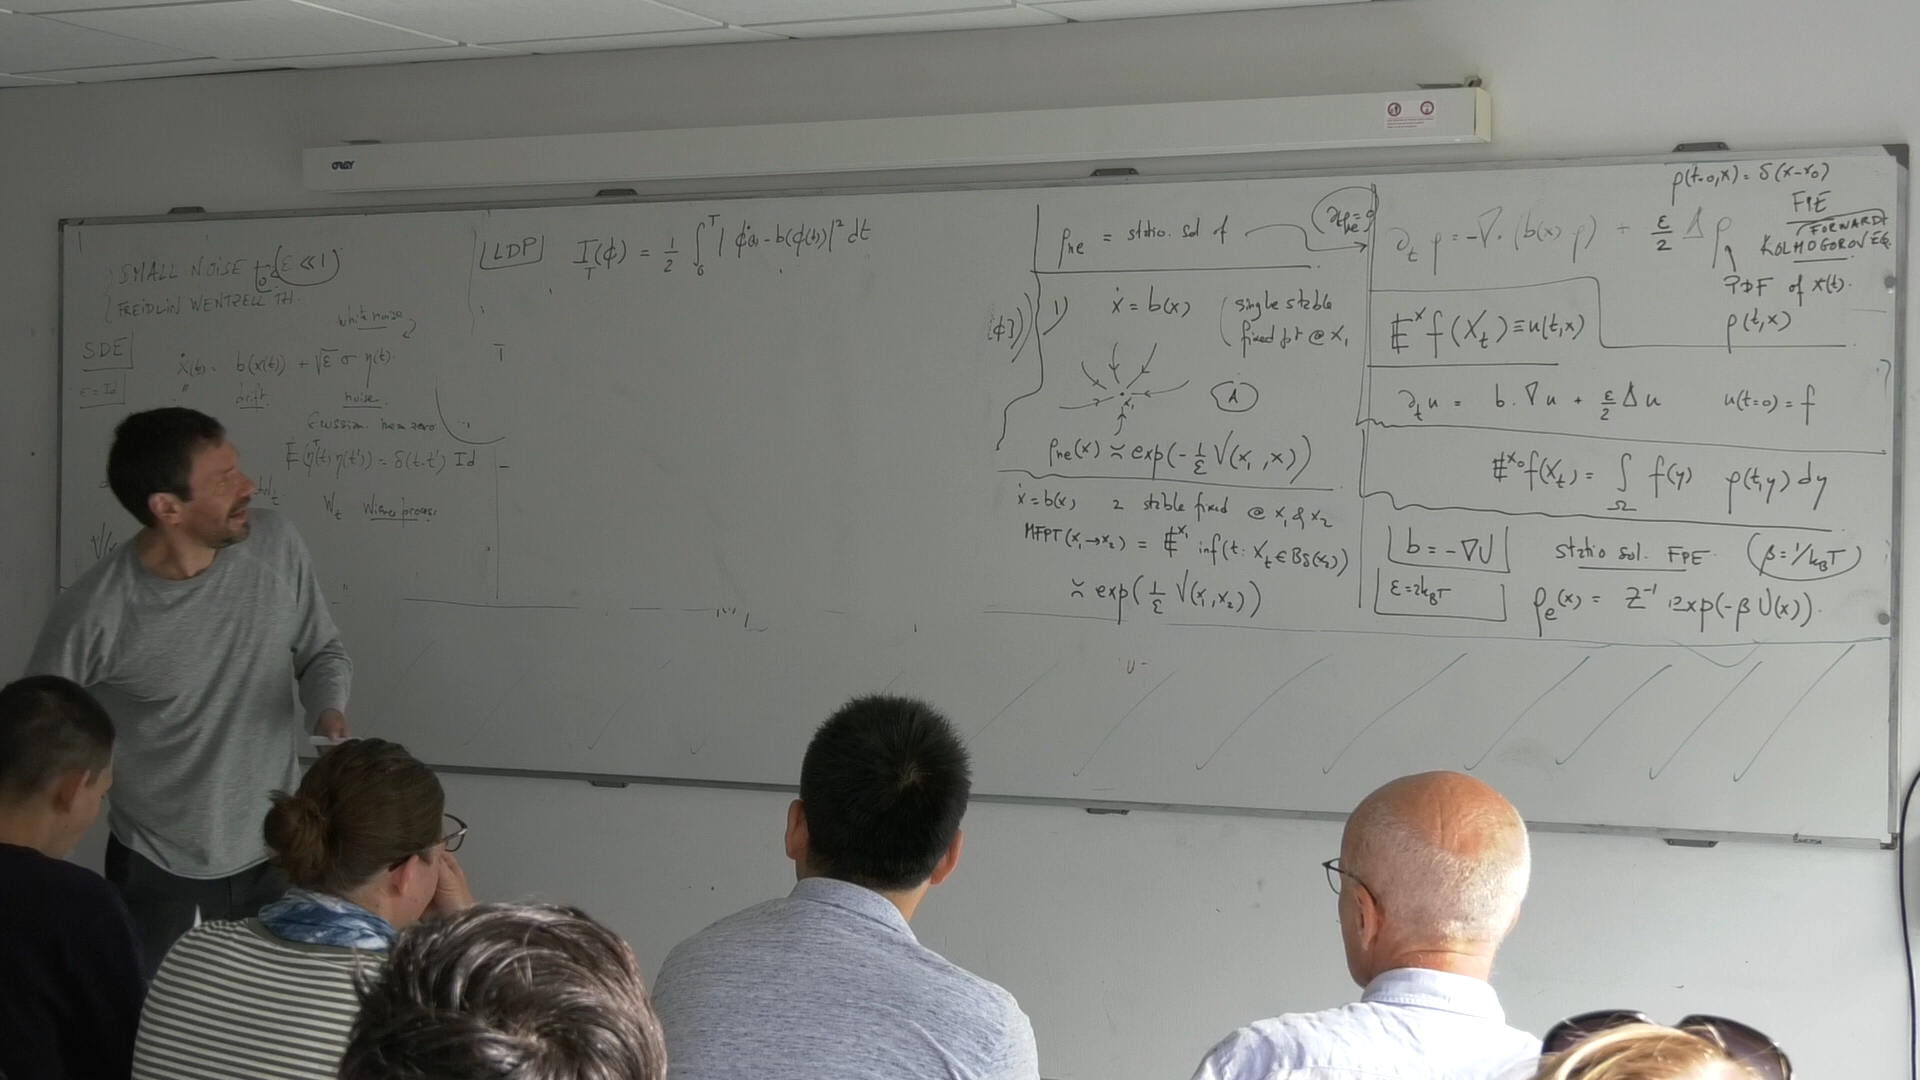 ORAY
SMALL NOISE (ε ≪ 1)
FREIDLIN WENTZELL TH.
white noise
SDE
ẋ(t) = b(x(t)) + √ε σ η(t).
drift
noise
Gaussian mean zero
E(η(t) η^T(t')) = δ(t-t') Id
W_t Wiener process
LDP
I_T(ϕ) = 1/2 ∫_0^T | ϕ̇(t) - b(ϕ(t))|² dt
T
ρ_ne = statio. sol of
1) ẋ = b(x) (single stable
fixed pt @ x₁
x₁
A
ρ_ne(x) ≍ exp(-1/ε V(x₁, x))
ẋ = b(x) 2 stable fixed @ x₁ & x₂
MFPT(x₁→x₂) = E^{x₁} inf(t: X_t ∈ B_δ(x₂))
≍ exp(1/ε V(x₁, x₂))
ρ(t=0,x) = δ(x-x₀)
∂_t ρ = -∇·(b(x) ρ) + ε/2 Δρ
FPE
FORWARD
KOLMOGOROV EQ.
PDF of x(t).
ρ(t,x)
E^x f(X_t) ≡ u(t,x)
∂_t u = b·∇u + ε/2 Δu u(t=0) = f
E^{x₀} f(X_t) = ∫_Ω f(y) ρ(t,y) dy
b = -∇U statio sol. FPE (β = 1/k_BT)
ε = 2k_BT ρ_e(x) = Z⁻¹ exp(-β U(x)).